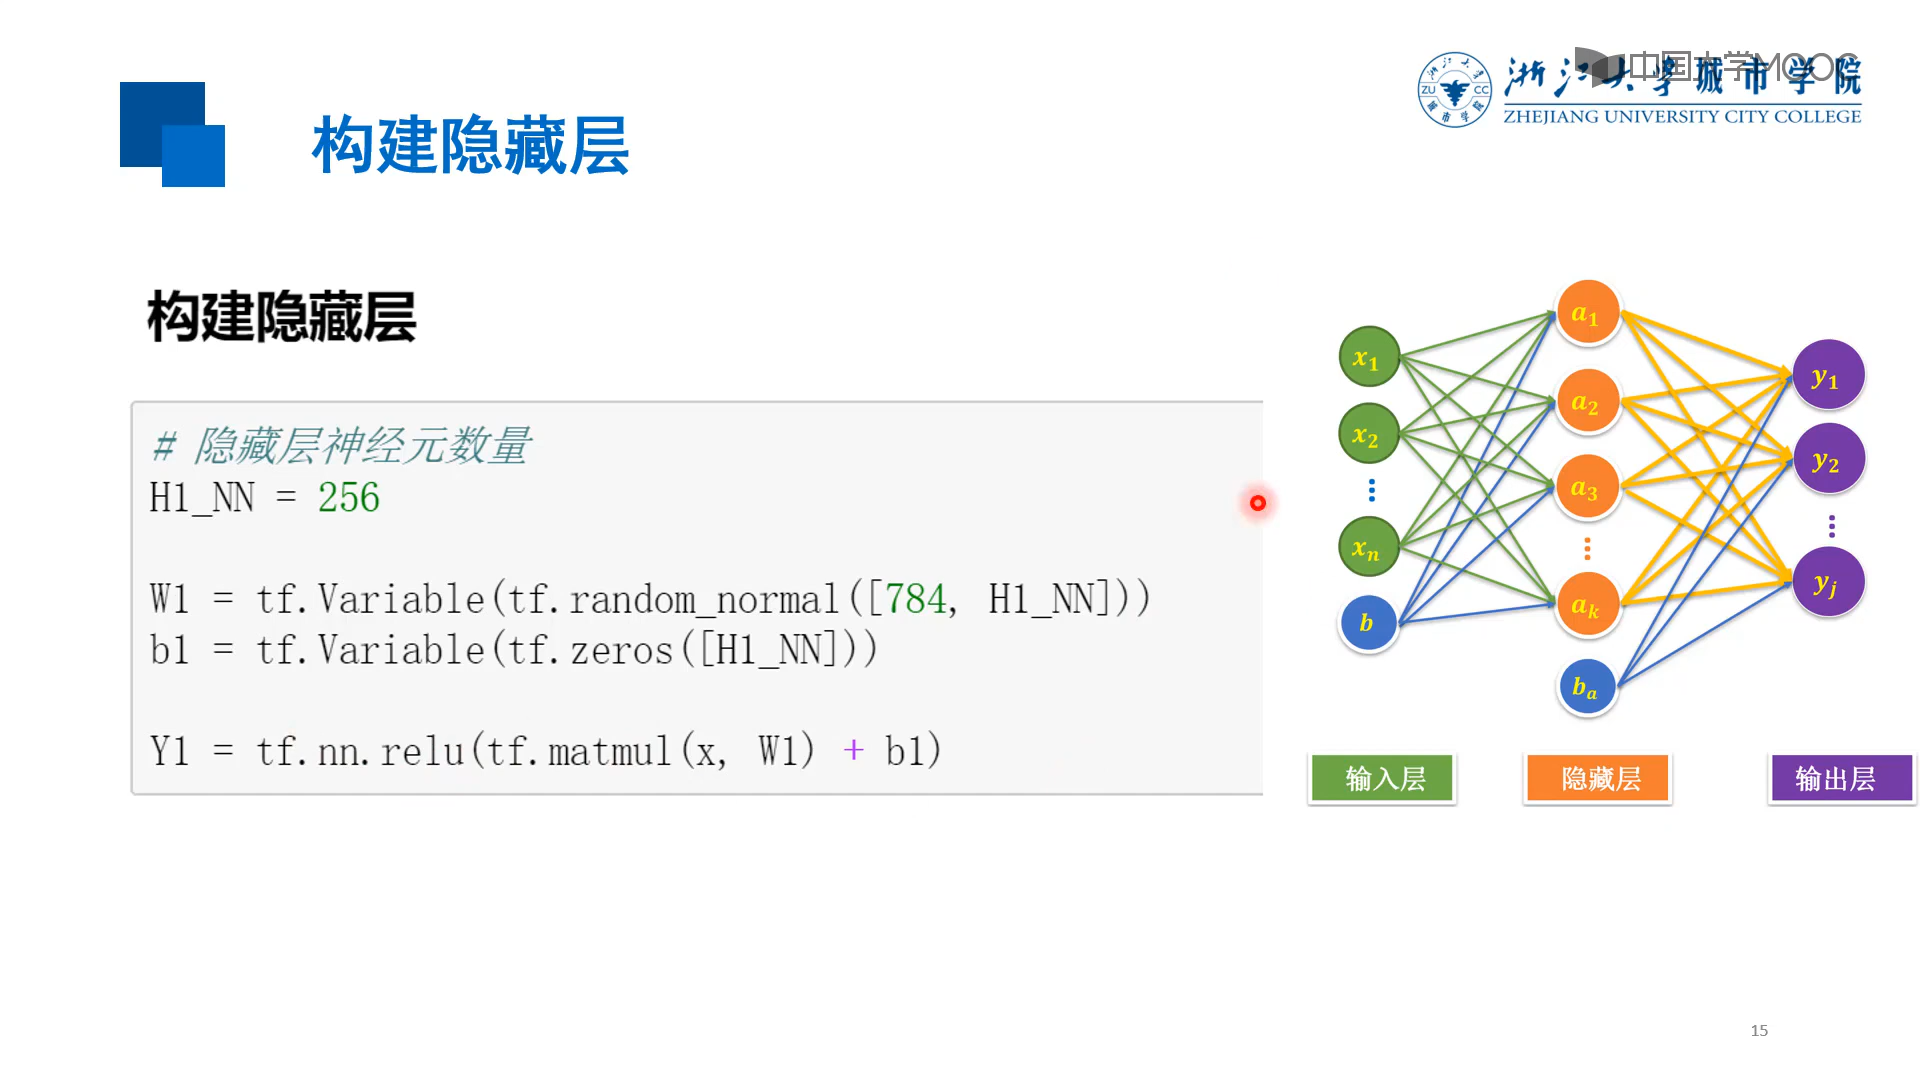 中国大学MOOC
浙江大学城市学院
ZHEJIANG UNIVERSITY CITY COLLEGE
ZU CC
构建隐藏层
构建隐藏层
# 隐藏层神经元数量
H1_NN = 256
W1 = tf.Variable(tf.random_normal([784, H1_NN]))
b1 = tf.Variable(tf.zeros([H1_NN]))
Y1 = tf.nn.relu(tf.matmul(x, W1) + b1)
x1
x2
xn
b
a1
a2
a3
ak
ba
y1
y2
yj
输入层
隐藏层
输出层
15